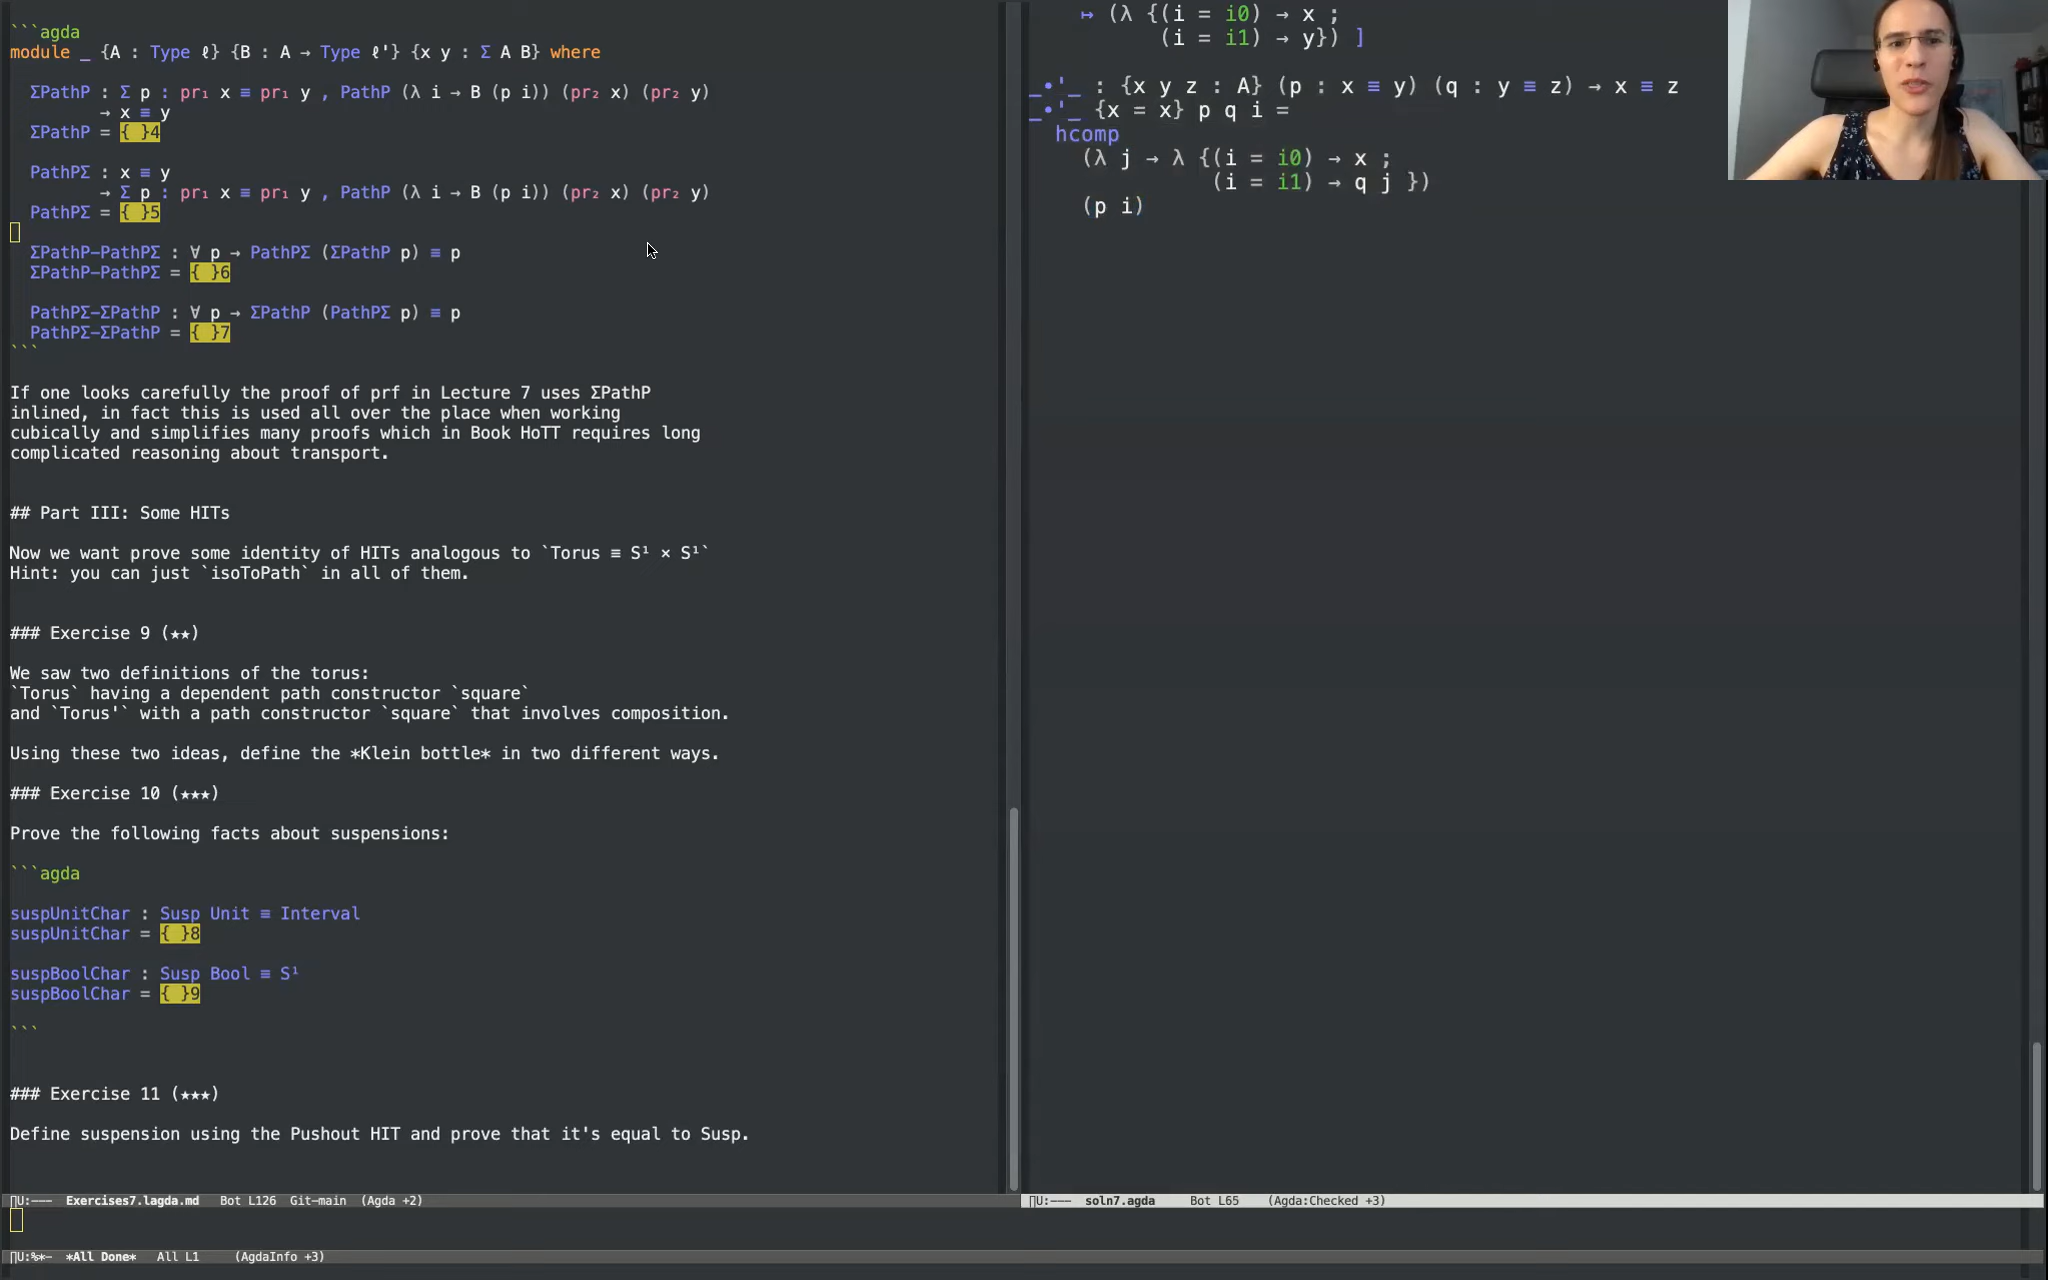 ```agda
module _ {A : Type ℓ} {B : A → Type ℓ'} {x y : Σ A B} where
ΣPathP : Σ p : pr₁ x ≡ pr₁ y , PathP (λ i → B (p i)) (pr₂ x) (pr₂ y)
→ x ≡ y
ΣPathP = { }4
PathPΣ : x ≡ y
→ Σ p : pr₁ x ≡ pr₁ y , PathP (λ i → B (p i)) (pr₂ x) (pr₂ y)
PathPΣ = { }5
ΣPathP-PathPΣ : ∀ p → PathPΣ (ΣPathP p) ≡ p
ΣPathP-PathPΣ = { }6
PathPΣ-ΣPathP : ∀ p → ΣPathP (PathPΣ p) ≡ p
PathPΣ-ΣPathP = { }7
```
If one looks carefully the proof of prf in Lecture 7 uses ΣPathP
inlined, in fact this is used all over the place when working
cubically and simplifies many proofs which in Book HoTT requires long
complicated reasoning about transport.
## Part III: Some HITs
Now we want prove some identity of HITs analogous to `Torus ≡ S¹ × S¹`
Hint: you can just `isoToPath` in all of them.
### Exercise 9 (★★)
We saw two definitions of the torus:
`Torus` having a dependent path constructor `square`
and `Torus'` with a path constructor `square` that involves composition.
Using these two ideas, define the *Klein bottle* in two different ways.
### Exercise 10 (★★★)
Prove the following facts about suspensions:
```agda
suspUnitChar : Susp Unit ≡ Interval
suspUnitChar = { }8
suspBoolChar : Susp Bool ≡ S¹
suspBoolChar = { }9
```
### Exercise 11 (★★★)
Define suspension using the Pushout HIT and prove that it's equal to Susp.
U:--- Exercises7.lagda.md Bot L126 Git-main (Agda +2)
U:%*- *All Done* All L1 (AgdaInfo +3)
↦ (λ {(i = i0) → x ;
(i = i1) → y}) ]
_∙'_ : {x y z : A} (p : x ≡ y) (q : y ≡ z) → x ≡ z
_∙'_ {x = x} p q i =
hcomp
(λ j → λ {(i = i0) → x ;
(i = i1) → q j })
(p i)
U:--- soln7.agda Bot L65 (Agda:Checked +3)